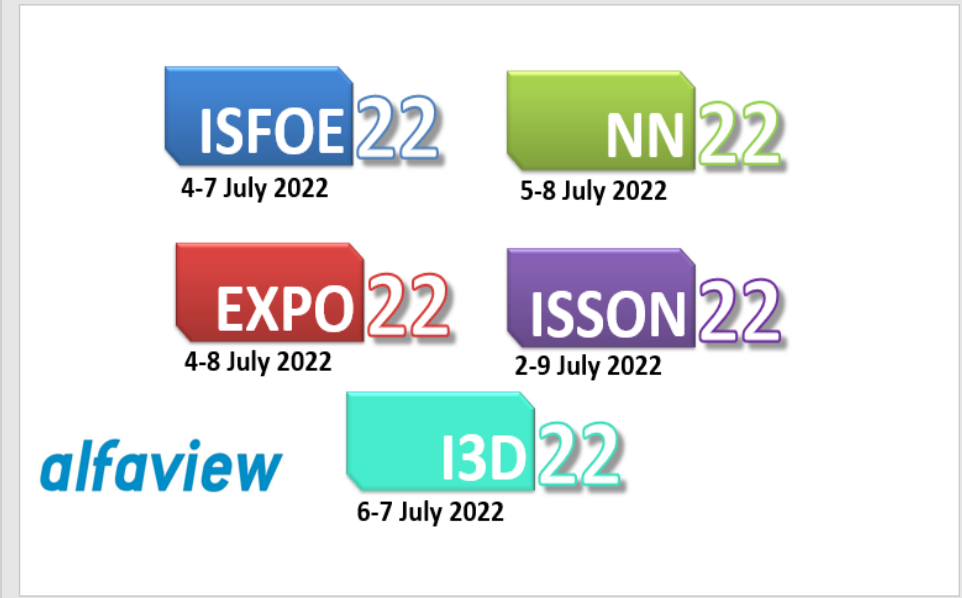 ISFOE22
NN22
4-7 July 2022
5-8 July 2022
EXPO22
ISSON22
4-8 July 2022
2-9 July 2022
I3D22
alfaview
6-7 July 2022